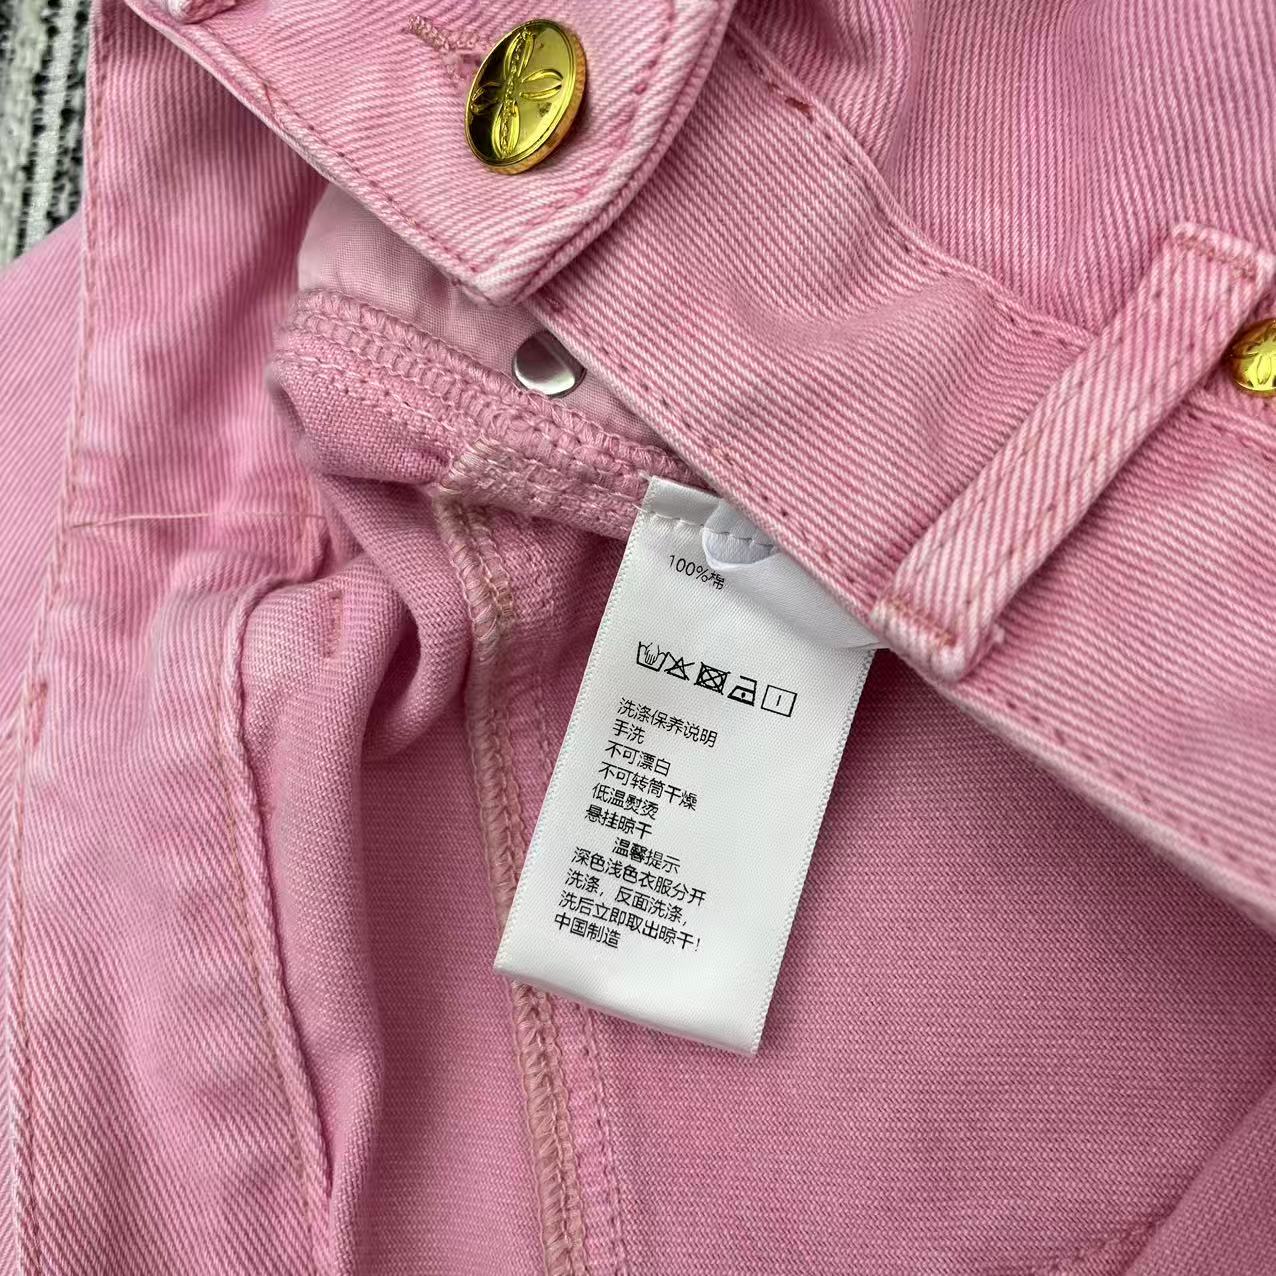 100%棉
洗涤保养说明
手洗
不可漂白
不可转筒干燥
低温熨烫
悬挂晾干
温馨提示
深色浅色衣服分开
洗涤，反面洗涤，
洗后立即取出晾干！
中国制造